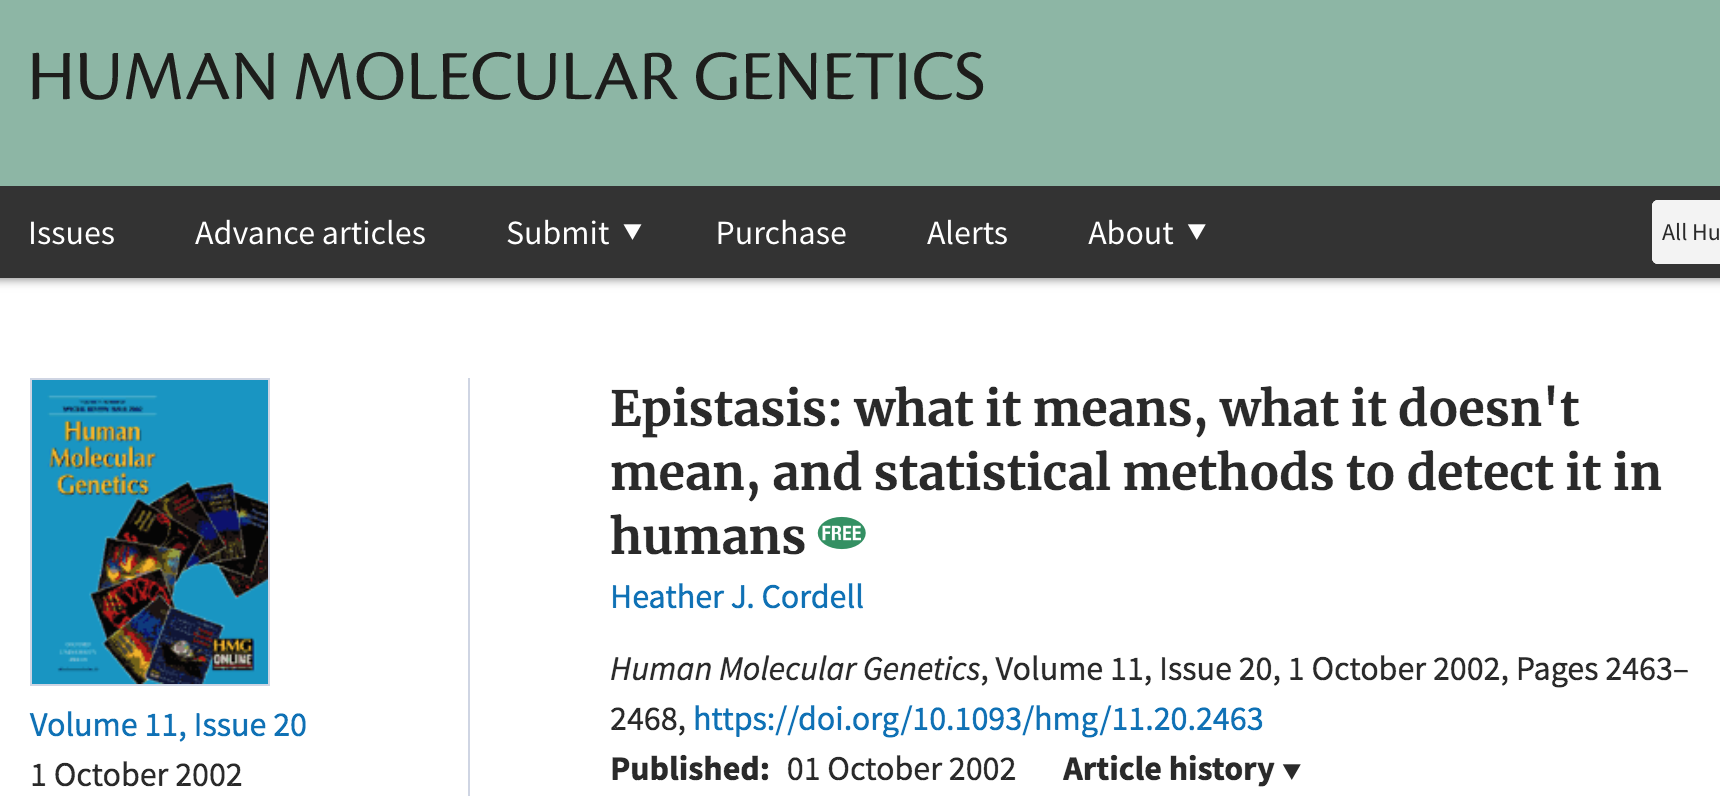 HUMAN MOLECULAR GENETICS
Issues
Advance articles
Submit ▼
Purchase
Alerts
About ▼
All Hu
Human
Molecular
Genetics
HMG
ONLINE
Volume 11, Issue 20
1 October 2002
Epistasis: what it means, what it doesn't
mean, and statistical methods to detect it in
humans FREE
Heather J. Cordell
Human Molecular Genetics, Volume 11, Issue 20, 1 October 2002, Pages 2463–
2468, https://doi.org/10.1093/hmg/11.20.2463
Published: 01 October 2002 Article history ▼